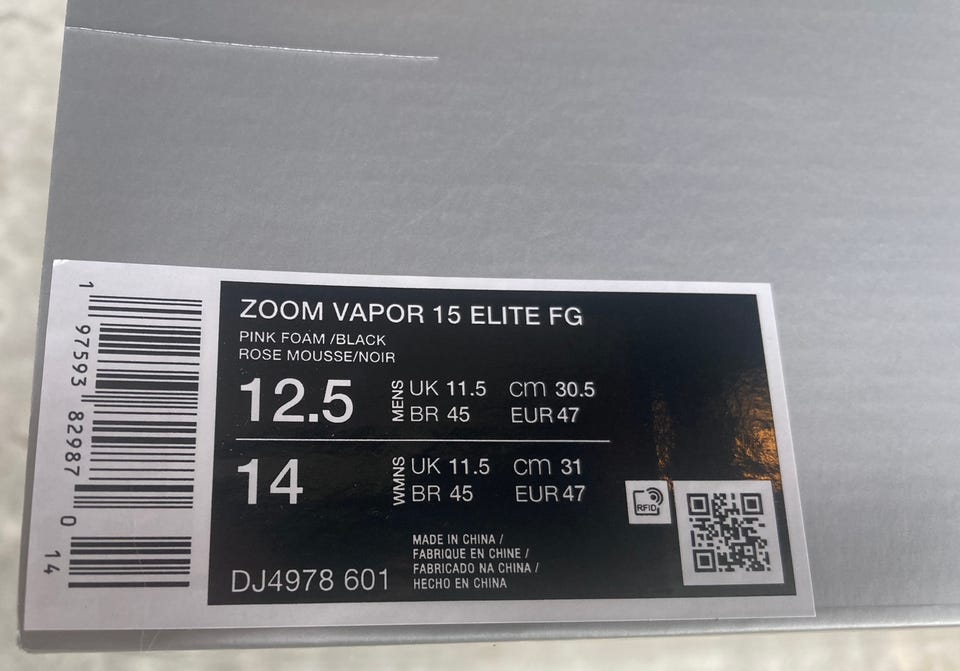 1
97593
82987
0
14
ZOOM VAPOR 15 ELITE FG
PINK FOAM /BLACK
ROSE MOUSSE/NOIR
12.5 MENS UK 11.5 cm 30.5
BR 45 EUR 47
14 WMNS UK 11.5 cm 31
BR 45 EUR 47
RFID
MADE IN CHINA /
FABRIQUE EN CHINE /
FABRICADO NA CHINA /
HECHO EN CHINA
DJ4978 601